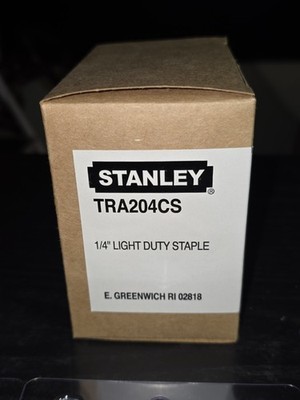 STANLEY®
TRA204CS
1/4" LIGHT DUTY STAPLE
E. GREENWICH RI 02818